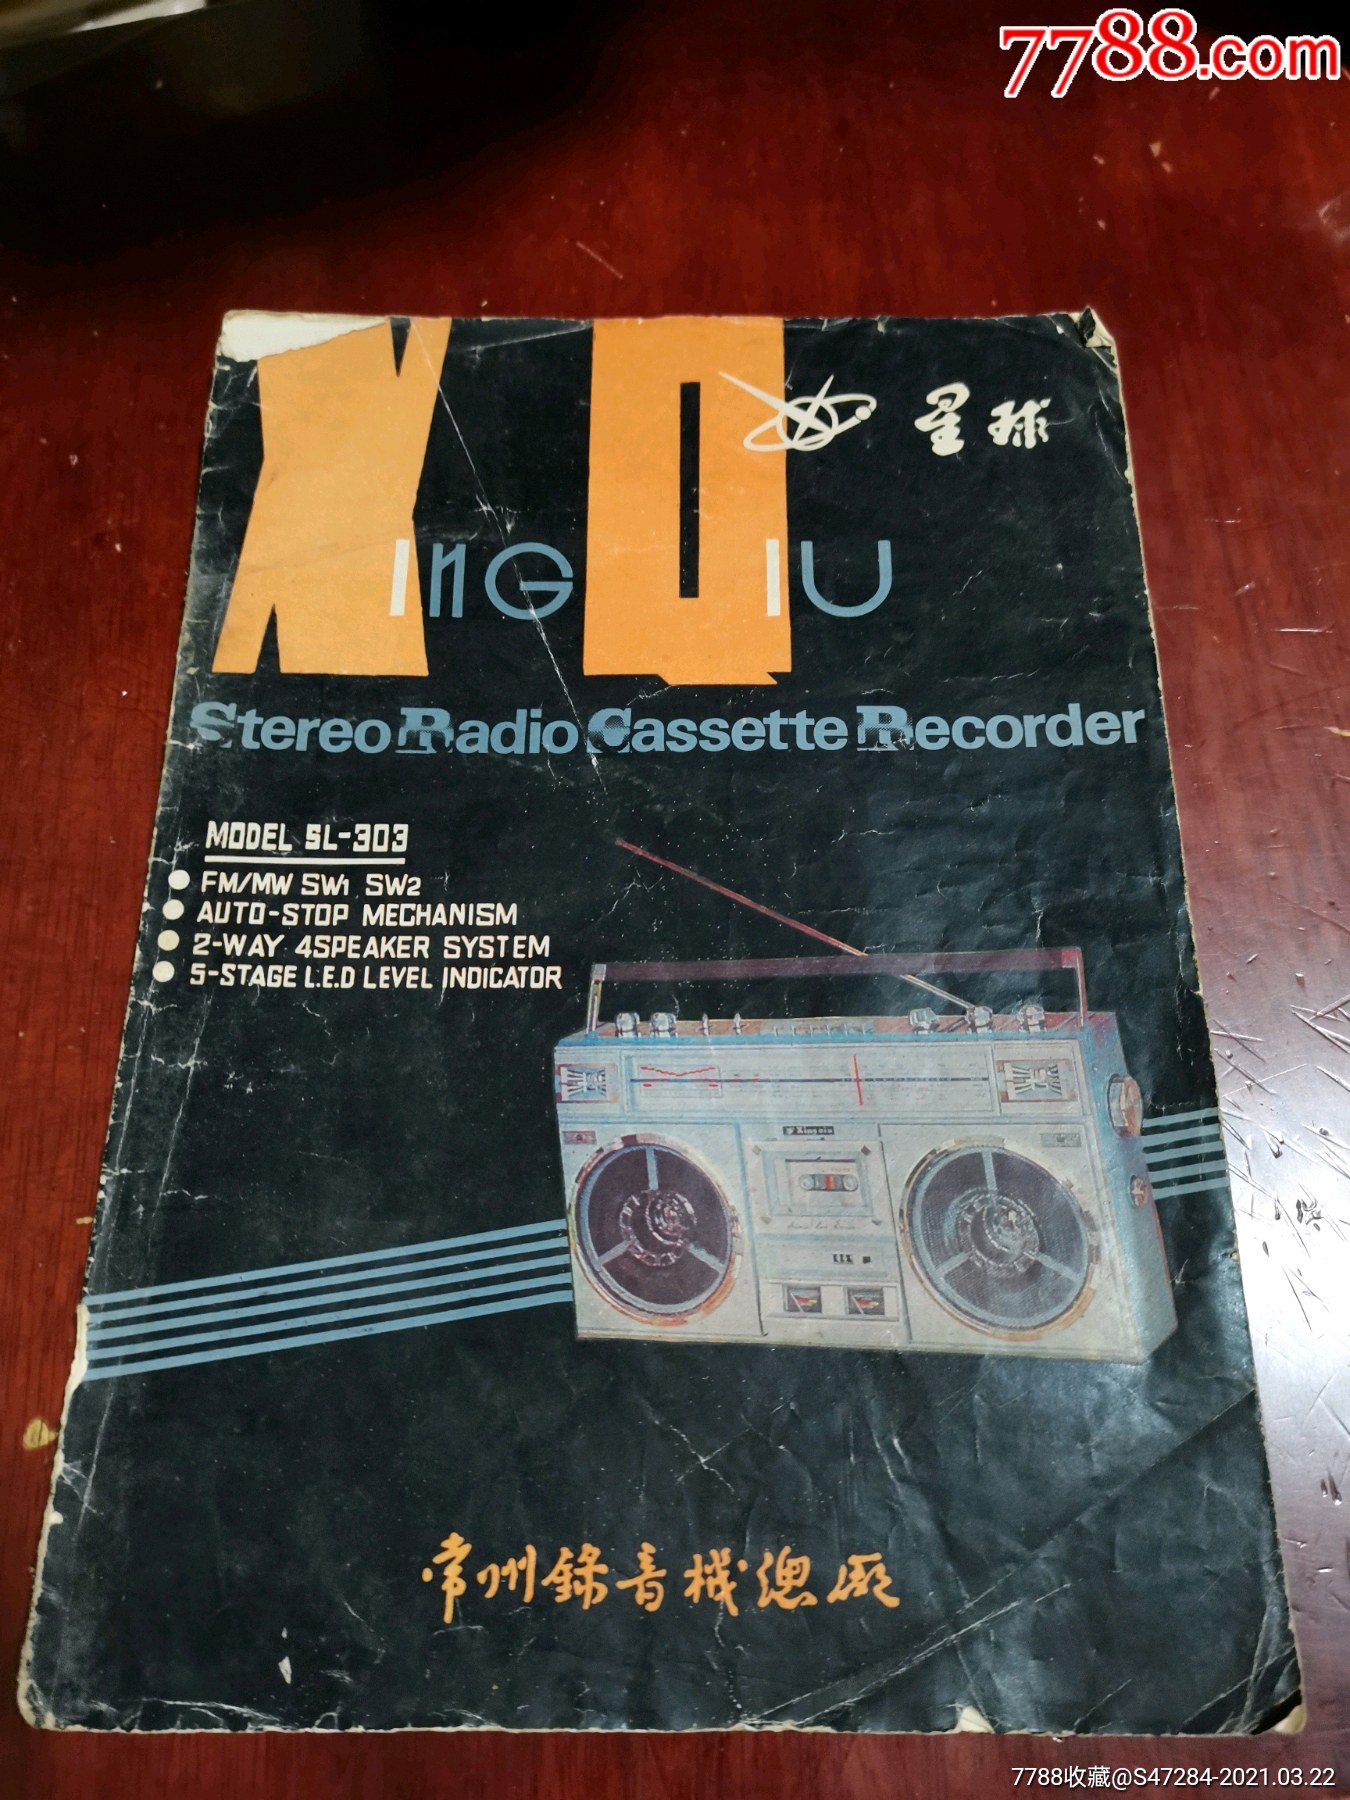 7788.com
星球
XINGQIU
Stereo Radio Cassette Recorder
MODEL SL-303
FM/MW SW1 SW2
AUTO-STOP MECHANISM
2-WAY 4SPEAKER SYSTEM
5-STAGE L.E.D LEVEL INDICATOR
常州錄音機總廠
7788收藏@S47284-2021.03.22